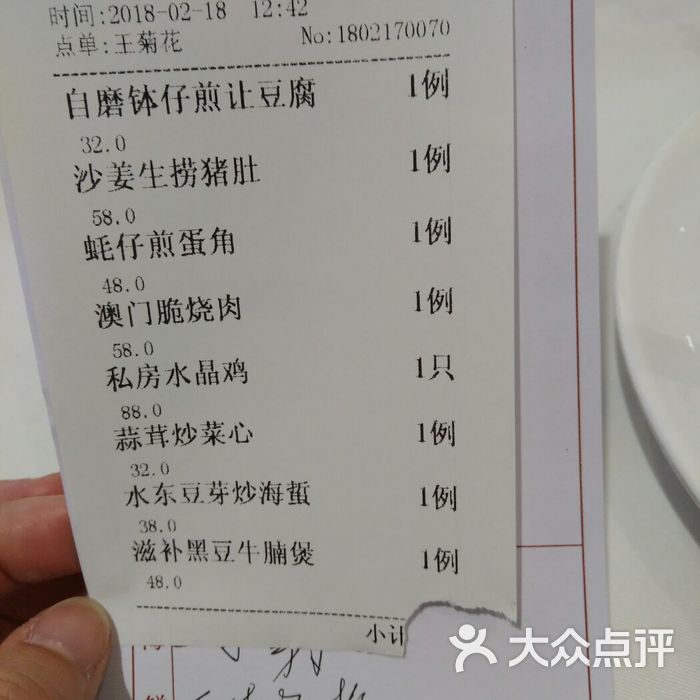 时间:2018-02-18 12:42
点单:王菊花 No:1802170070
自磨钵仔煎让豆腐 1例
32.0
沙姜生捞猪肚 1例
58.0
蚝仔煎蛋角 1例
48.0
澳门脆烧肉 1例
58.0
私房水晶鸡 1只
88.0
蒜茸炒菜心 1例
32.0
水东豆芽炒海蜇 1例
38.0
滋补黑豆牛腩煲 1例
48.0
小计
大众点评